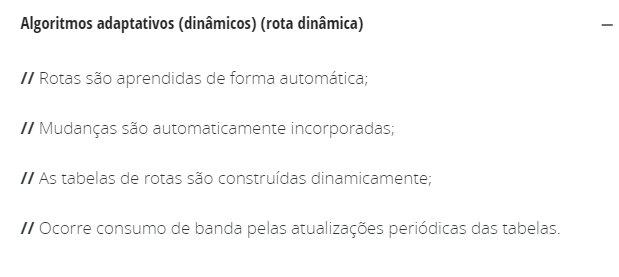 Algoritmos adaptativos (dinâmicos) (rota dinâmica) —
// Rotas são aprendidas de forma automática;
// Mudanças são automaticamente incorporadas;
// As tabelas de rotas são construídas dinamicamente;
// Ocorre consumo de banda pelas atualizações periódicas das tabelas.